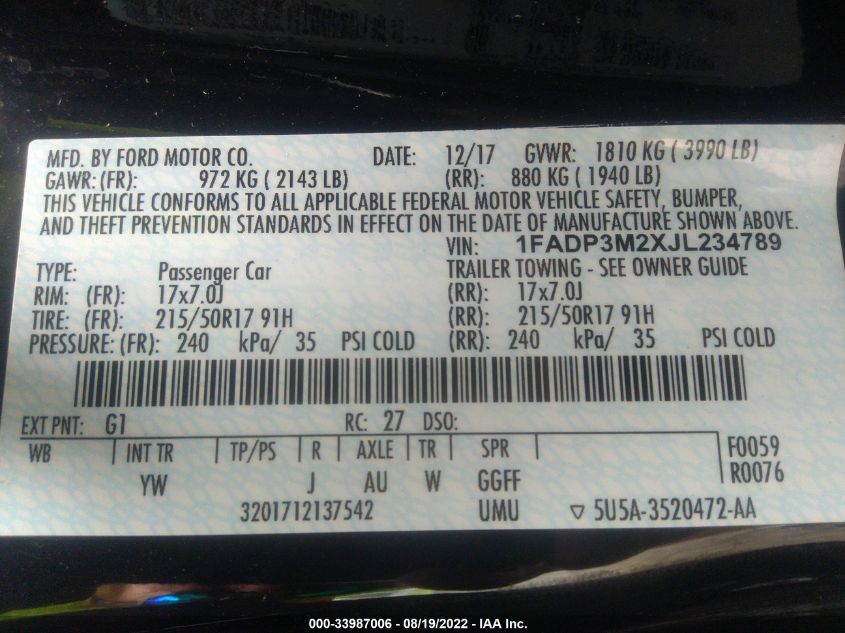 MFD. BY FORD MOTOR CO. DATE: 12/17 GVWR: 1810 KG ( 3990 LB)
GAWR: (FR): 972 KG ( 2143 LB) (RR): 880 KG ( 1940 LB)
THIS VEHICLE CONFORMS TO ALL APPLICABLE FEDERAL MOTOR VEHICLE SAFETY, BUMPER,
AND THEFT PREVENTION STANDARDS IN EFFECT ON THE DATE OF MANUFACTURE SHOWN ABOVE.
VIN: 1FADP3M2XJL234789
TYPE: Passenger Car TRAILER TOWING - SEE OWNER GUIDE
RIM: (FR): 17x7.0J (RR): 17x7.0J
TIRE: (FR): 215/50R17 91H (RR): 215/50R17 91H
PRESSURE: (FR): 240 kPa/ 35 PSI COLD (RR): 240 kPa/ 35 PSI COLD
EXT PNT: G1 RC: 27 DSO:
WB INT TR TP/PS R AXLE TR SPR F0059
YW J AU W GGFF R0076
3201712137542 UMU ▽ 5U5A-3520472-AA
000-33987006 - 08/19/2022 - IAA Inc.